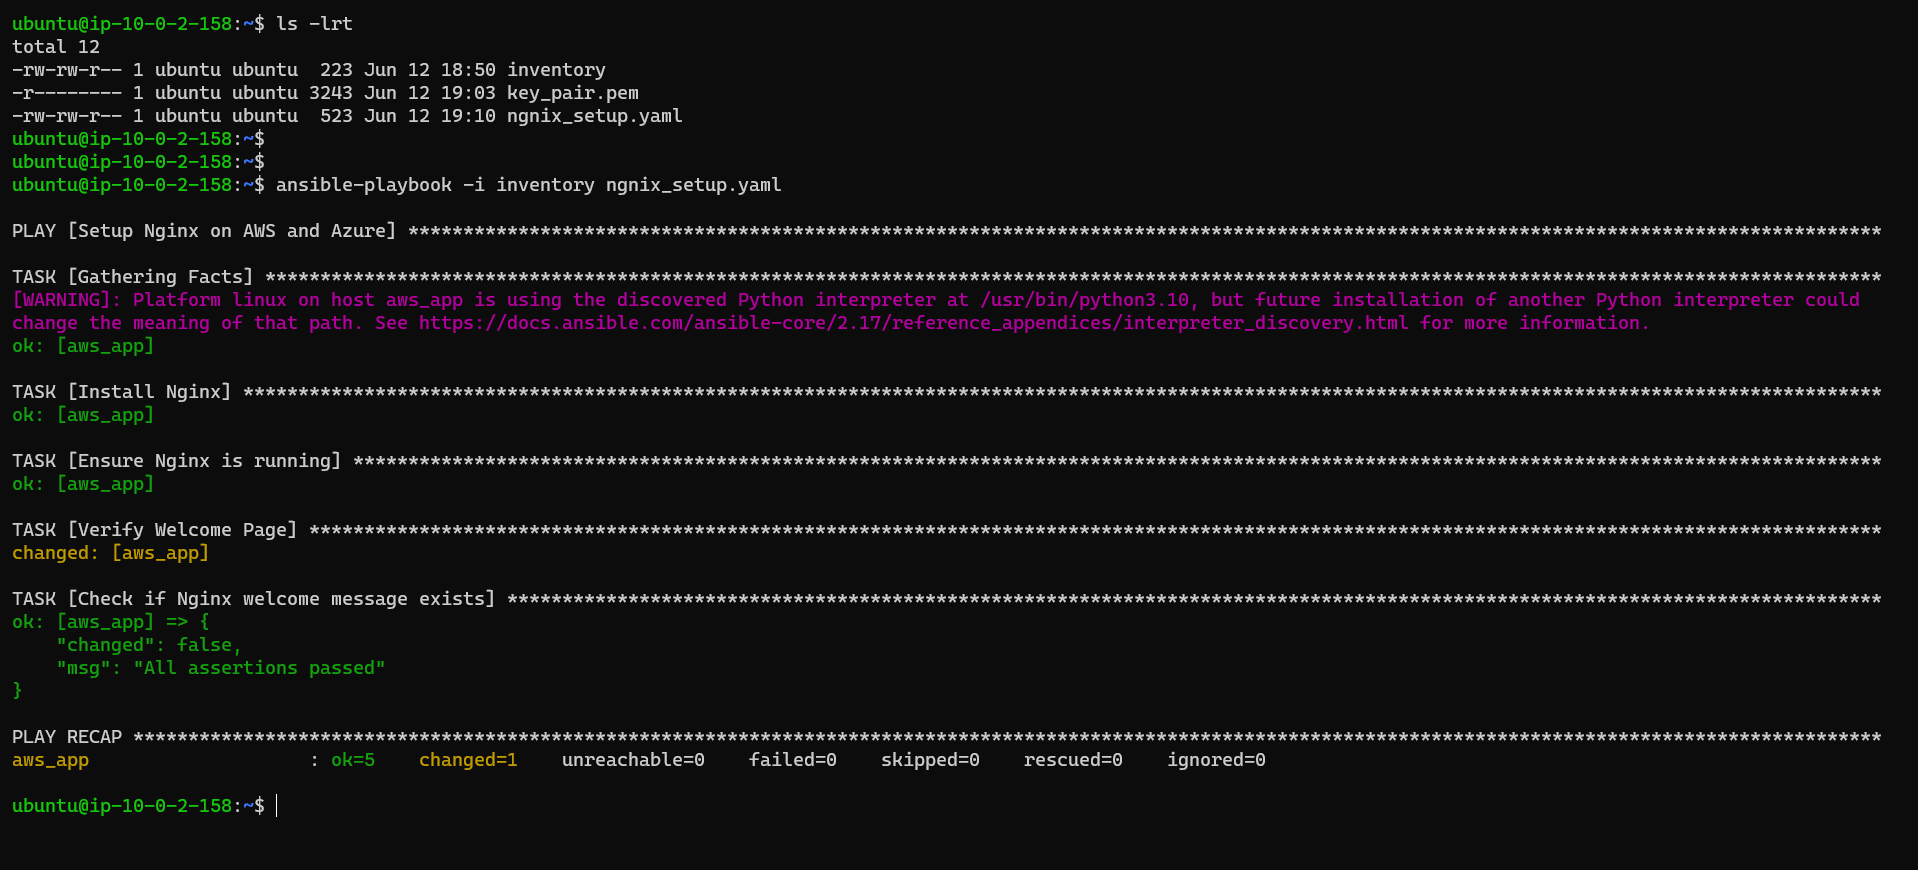 ubuntu@ip-10-0-2-158:~$ ls -lrt
total 12
-rw-rw-r-- 1 ubuntu ubuntu  223 Jun 12 18:50 inventory
-r-------- 1 ubuntu ubuntu 3243 Jun 12 19:03 key_pair.pem
-rw-rw-r-- 1 ubuntu ubuntu  523 Jun 12 19:10 ngnix_setup.yaml
ubuntu@ip-10-0-2-158:~$
ubuntu@ip-10-0-2-158:~$
ubuntu@ip-10-0-2-158:~$ ansible-playbook -i inventory ngnix_setup.yaml
PLAY [Setup Nginx on AWS and Azure] **************************************************************************************************************************************
TASK [Gathering Facts] ***************************************************************************************************************************************************
[WARNING]: Platform linux on host aws_app is using the discovered Python interpreter at /usr/bin/python3.10, but future installation of another Python interpreter could
change the meaning of that path. See https://docs.ansible.com/ansible-core/2.17/reference_appendices/interpreter_discovery.html for more information.
ok: [aws_app]
TASK [Install Nginx] *****************************************************************************************************************************************************
ok: [aws_app]
TASK [Ensure Nginx is running] *******************************************************************************************************************************************
ok: [aws_app]
TASK [Verify Welcome Page] ***********************************************************************************************************************************************
changed: [aws_app]
TASK [Check if Nginx welcome message exists] *****************************************************************************************************************************
ok: [aws_app] => {
    "changed": false,
    "msg": "All assertions passed"
}
PLAY RECAP ***************************************************************************************************************************************************************
aws_app                    : ok=5    changed=1    unreachable=0    failed=0    skipped=0    rescued=0    ignored=0
ubuntu@ip-10-0-2-158:~$